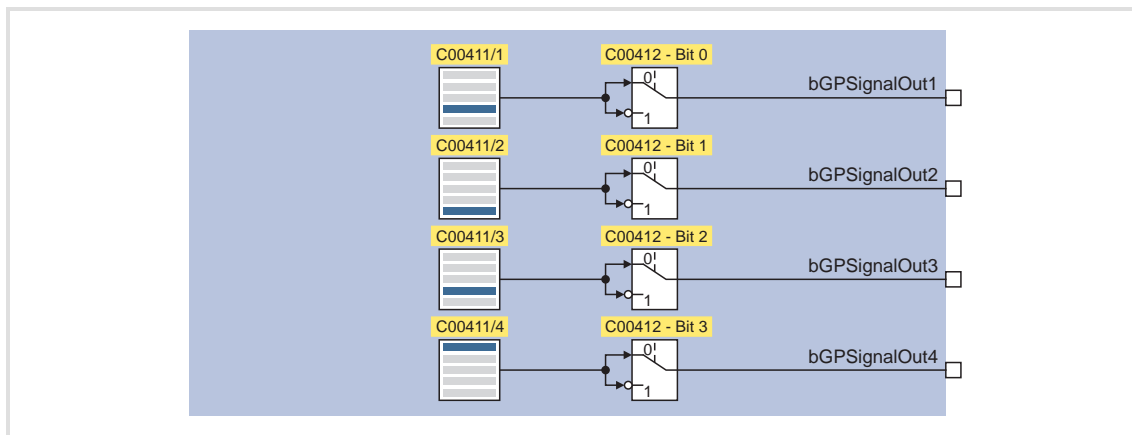 C00411/1 C00412 - Bit 0
0
bGPSignalOut1
1
C00411/2 C00412 - Bit 1
0
bGPSignalOut2
1
C00411/3 C00412 - Bit 2
0
bGPSignalOut3
1
C00411/4 C00412 - Bit 3
0
bGPSignalOut4
1